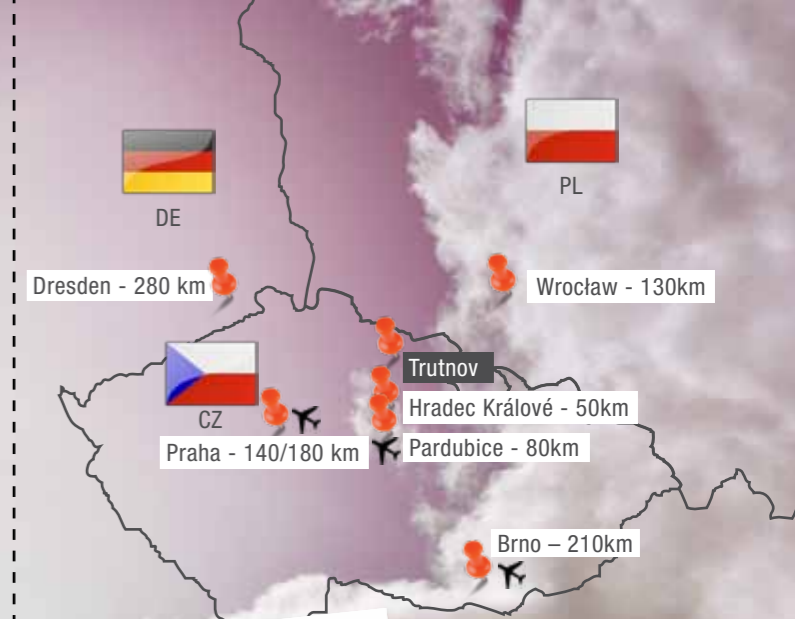 DE
PL
Dresden - 280 km
Wrocław - 130km
Trutnov
CZ
Hradec Králové - 50km
Praha - 140/180 km
Pardubice - 80km
Brno – 210km